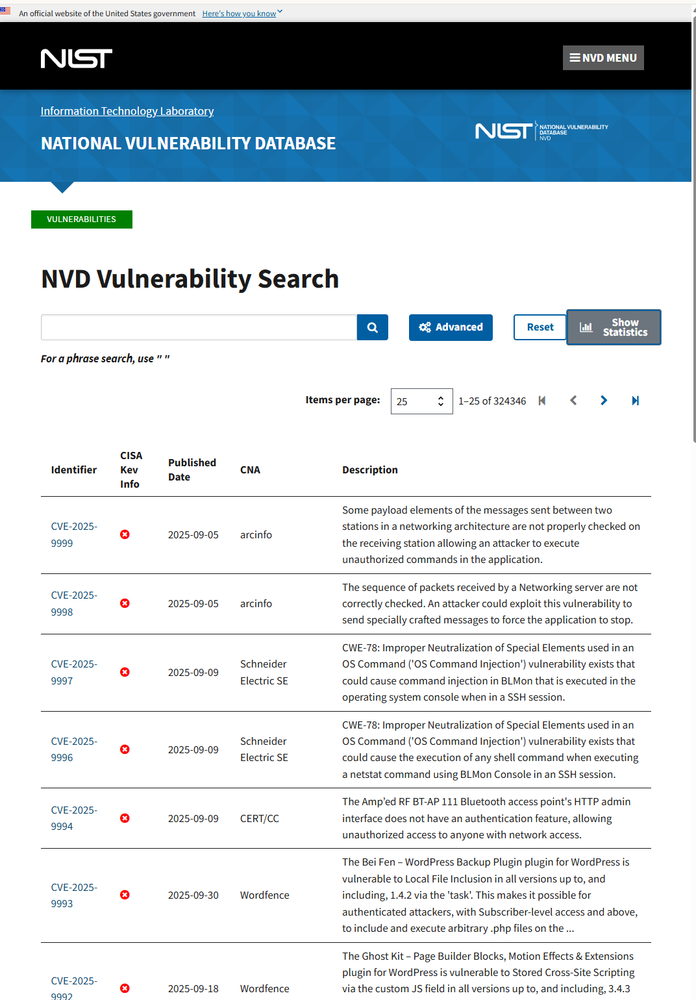 An official website of the United States government Here's how you know
NIST
NVD MENU
Information Technology Laboratory
NATIONAL VULNERABILITY DATABASE
NIST NATIONAL VULNERABILITY
DATABASE
NVD
VULNERABILITIES
NVD Vulnerability Search
Advanced
Reset
Show
Statistics
For a phrase search, use " "
Items per page:
25
1–25 of 324346
Identifier
CISA
Kev
Info
Published
Date
CNA
Description
CVE-2025-
9999
2025-09-05
arcinfo
Some payload elements of the messages sent between two
stations in a networking architecture are not properly checked on
the receiving station allowing an attacker to execute
unauthorized commands in the application.
CVE-2025-
9998
2025-09-05
arcinfo
The sequence of packets received by a Networking server are not
correctly checked. An attacker could exploit this vulnerability to
send specially crafted messages to force the application to stop.
CVE-2025-
9997
2025-09-09
Schneider
Electric SE
CWE-78: Improper Neutralization of Special Elements used in an
OS Command ('OS Command Injection') vulnerability exists that
could cause command injection in BLMon that is executed in the
operating system console when in a SSH session.
CVE-2025-
9996
2025-09-09
Schneider
Electric SE
CWE-78: Improper Neutralization of Special Elements used in an
OS Command ('OS Command Injection') vulnerability exists that
could cause the execution of any shell command when executing
a netstat command using BLMon Console in an SSH session.
CVE-2025-
9994
2025-09-09
CERT/CC
The Amp’ed RF BT-AP 111 Bluetooth access point's HTTP admin
interface does not have an authentication feature, allowing
unauthorized access to anyone with network access.
CVE-2025-
9993
2025-09-30
Wordfence
The Bei Fen – WordPress Backup Plugin plugin for WordPress is
vulnerable to Local File Inclusion in all versions up to, and
including, 1.4.2 via the 'task'. This makes it possible for
authenticated attackers, with Subscriber-level access and above,
to include and execute arbitrary .php files on the ...
CVE-2025-
9992
2025-09-18
Wordfence
The Ghost Kit – Page Builder Blocks, Motion Effects & Extensions
plugin for WordPress is vulnerable to Stored Cross-Site Scripting
via the custom JS field in all versions up to, and including, 3.4.3